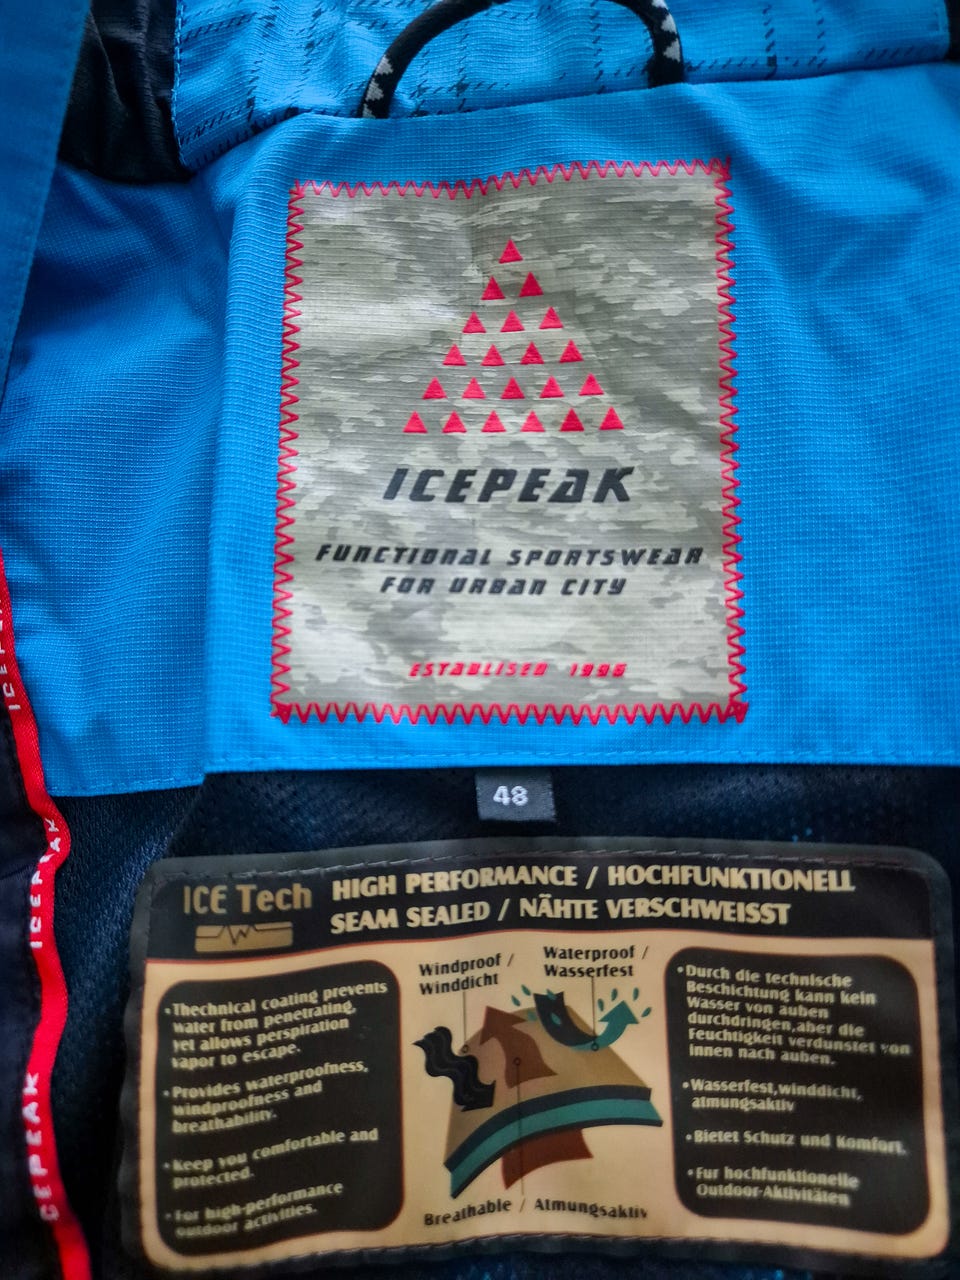 ICEPEAK
FUNCTIONAL SPORTSWEAR
FOR URBAN CITY
ESTABLISED 1996
48
ICE Tech
HIGH PERFORMANCE / HOCHFUNKTIONELL
SEAM SEALED / NÄHTE VERSCHWEISST
•Thechnical coating prevents
water from penetrating,
yet allows perspiration
vapor to escape.
•Provides waterproofness,
windproofness and
breathability.
•Keep you comfortable and
protected.
•For high-performance
outdoor activities.
Windproof /
Winddicht
Waterproof /
Wasserfest
Breathable / Atmungsaktiv
•Durch die technische
Beschichtung kann kein
Wasser von auben
durchdringen,aber die
Feuchtigkeit verdunstet von
Innen nach auben.
•Wasserfest,winddicht,
atmungsaktiv
•Bietet Schutz und Komfort.
•Fur hochfunktionelle
Outdoor-Aktivitäten
ICEPEAK
ICEPEAK